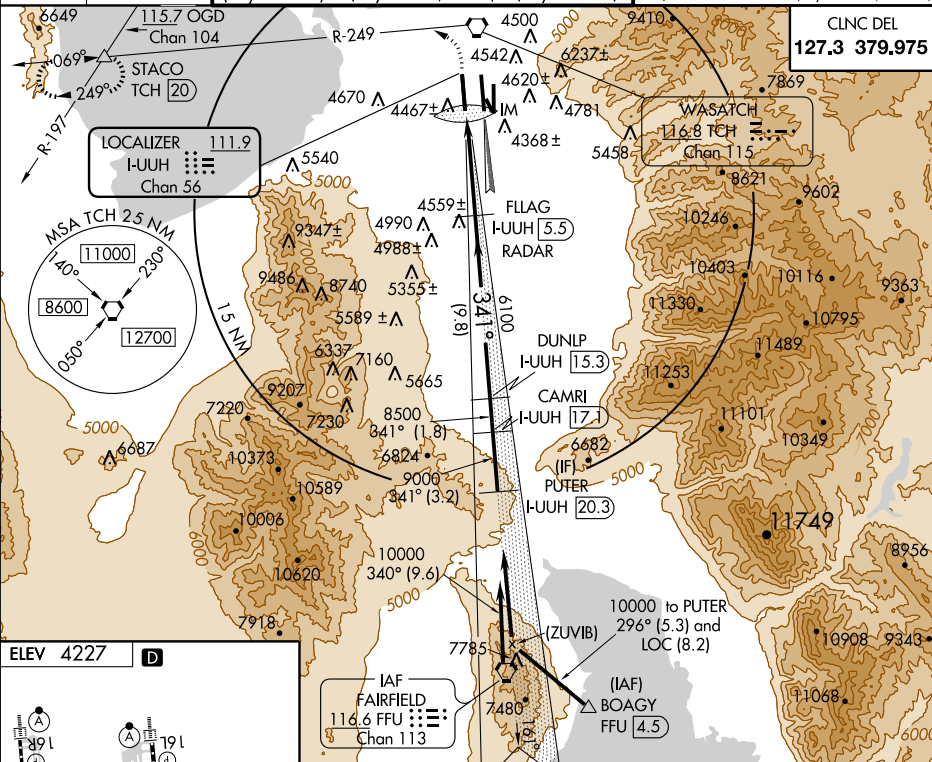 6649
115.7 OGD
Chan 104
R-249
4500
9410
CLNC DEL
127.3 379.975
069°
STACO
TCH 20
249°
R-197
4542
6237±
4620±
7869
4670
4467±
IM
4781
WASATCH
116.8 TCH
Chan 115
4368±
5458
LOCALIZER 111.9
I-UUH
Chan 56
5540
5000
8621
9602
MSA TCH 25 NM
11000
140°
230°
8600
12700
050°
9347±
4990
4559±
4988±
FLLAG
I-UUH 5.5
RADAR
10246
9486
8740
5355±
10403
10116
9363
15 NM
5589±
(9.8)
341°
6100
11330
10795
DUNLP
I-UUH 15.3
11489
6337
7160
5665
11253
CAMRI
I-UUH 17.1
9207
7220
7230
8500
341° (1.8)
11101
10349
5000
6687
6824
6682
5000
10373
9000
341° (3.2)
(IF)
PUTER
I-UUH 20.3
10589
10006
11749
10620
10000
340° (9.6)
8956
5000
5000
7918
10000 to PUTER
296° (5.3) and
LOC (8.2)
10908
9343
ELEV 4227
D
7785
(ZUVIB)
IAF
FAIRFIELD
116.6 FFU
Chan 113
7480
161°
(IAF)
BOAGY
FFU 4.5
11068
6000
A
A
16R
16L
P
P